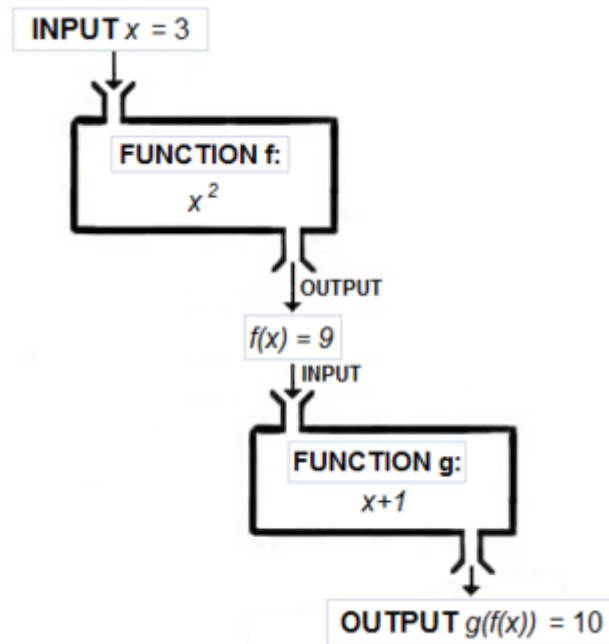 INPUT x = 3
FUNCTION f:
x²
OUTPUT
f(x) = 9
INPUT
FUNCTION g:
x+1
OUTPUT g(f(x)) = 10